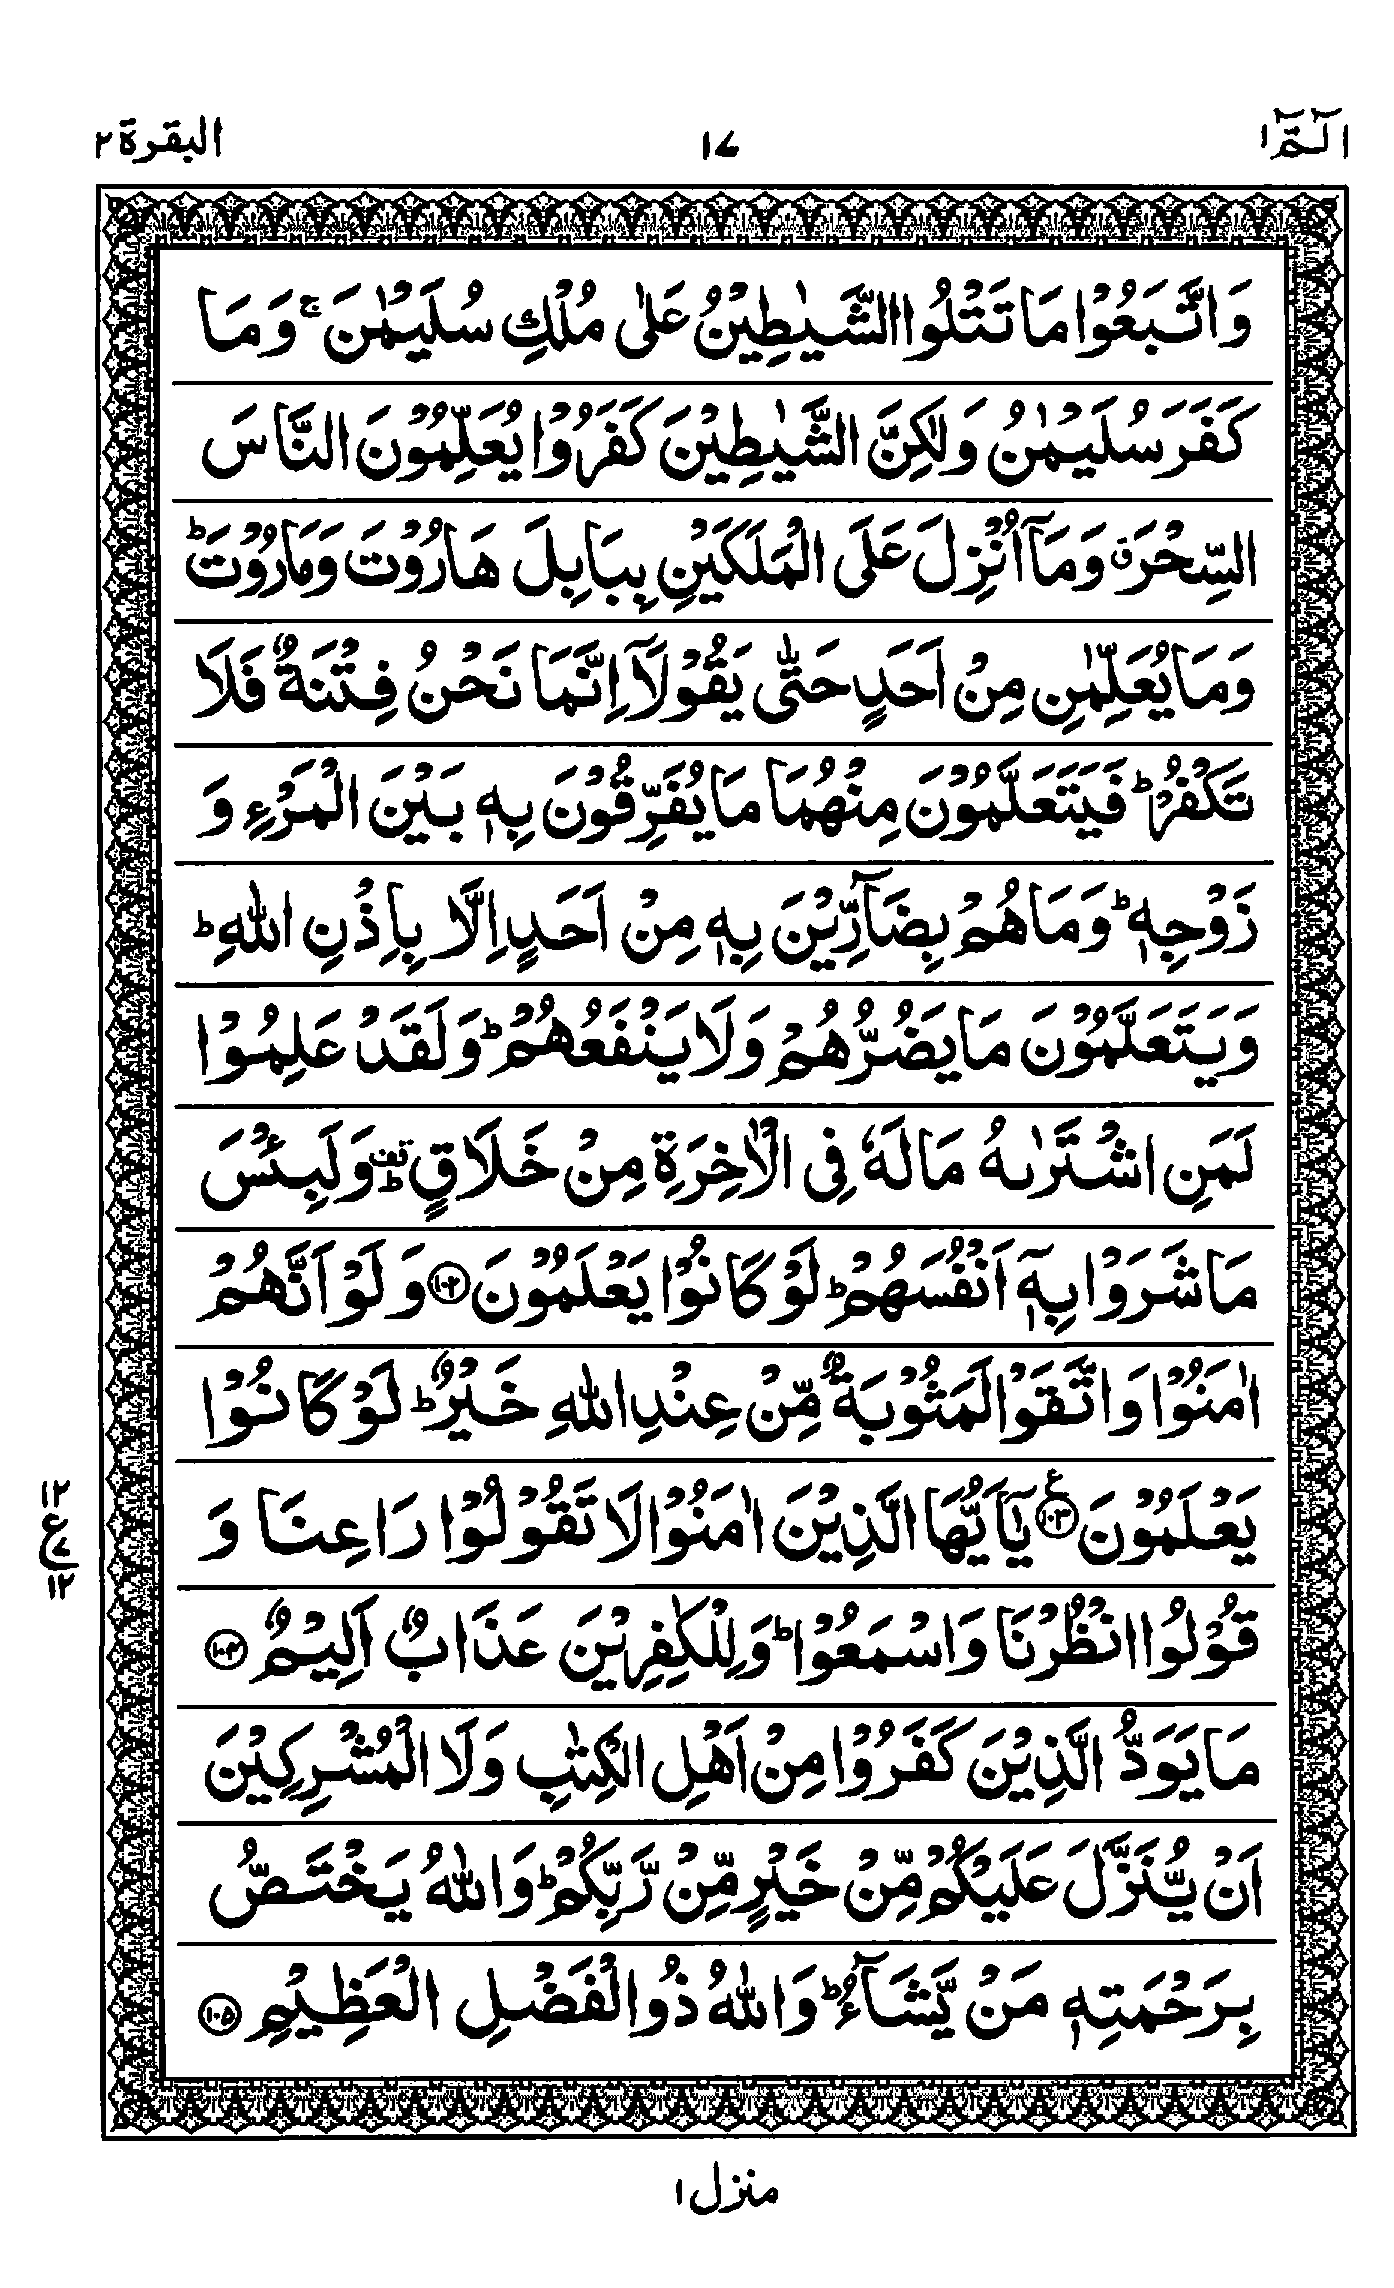 الٓمّٓ ١
١٧
البقرة ٢
وَاتَّبَعُوْا مَا تَتْلُوا الشَّيٰطِيْنُ عَلٰى مُلْكِ سُلَيْمٰنَ ۚ وَمَا
كَفَرَ سُلَيْمٰنُ وَلٰكِنَّ الشَّيٰطِيْنَ كَفَرُوْا يُعَلِّمُوْنَ النَّاسَ
السِّحْرَ ۗ وَمَاۤ اُنْزِلَ عَلَى الْمَلَكَيْنِ بِبَابِلَ هَارُوْتَ وَمَارُوْتَ ؕ
وَمَا يُعَلِّمٰنِ مِنْ اَحَدٍ حَتّٰى يَقُوْلَاۤ اِنَّمَا نَحْنُ فِتْنَةٌ فَلَا
تَكْفُرْ ؕ فَيَتَعَلَّمُوْنَ مِنْهُمَا مَا يُفَرِّقُوْنَ بِهٖ بَيْنَ الْمَرْءِ وَ
زَوْجِهٖ ؕ وَمَا هُمْ بِضَآرِّيْنَ بِهٖ مِنْ اَحَدٍ اِلَّا بِاِذْنِ اللّٰهِ ؕ
وَيَتَعَلَّمُوْنَ مَا يَضُرُّهُمْ وَلَا يَنْفَعُهُمْ ؕ وَلَقَدْ عَلِمُوْا
لَمَنِ اشْتَرٰىهُ مَا لَهٗ فِى الْاٰخِرَةِ مِنْ خَلَاقٍ ؕ قف وَلَبِئْسَ
مَا شَرَوْا بِهٖۤ اَنْفُسَهُمْ ؕ لَوْ كَانُوْا يَعْلَمُوْنَ ﴿١٠٢﴾ وَلَوْ اَنَّهُمْ
اٰمَنُوْا وَاتَّقَوْا لَمَثُوْبَةٌ مِّنْ عِنْدِ اللّٰهِ خَيْرٌ ؕ لَوْ كَانُوْا
يَعْلَمُوْنَ ﴿١٠٣﴾ ع يٰۤاَيُّهَا الَّذِيْنَ اٰمَنُوْا لَا تَقُوْلُوْا رَاعِنَا وَ
١٢
ع ٧
١٢
قُوْلُوا انْظُرْنَا وَاسْمَعُوْا ؕ وَلِلْكٰفِرِيْنَ عَذَابٌ اَلِيْمٌ ﴿١٠٤﴾
مَا يَوَدُّ الَّذِيْنَ كَفَرُوْا مِنْ اَهْلِ الْكِتٰبِ وَلَا الْمُشْرِكِيْنَ
اَنْ يُّنَزَّلَ عَلَيْكُمْ مِّنْ خَيْرٍ مِّنْ رَّبِّكُمْ ؕ وَاللّٰهُ يَخْتَصُّ
بِرَحْمَتِهٖ مَنْ يَّشَآءُ ؕ وَاللّٰهُ ذُو الْفَضْلِ الْعَظِيْمِ ﴿١٠٥﴾
منزل ١